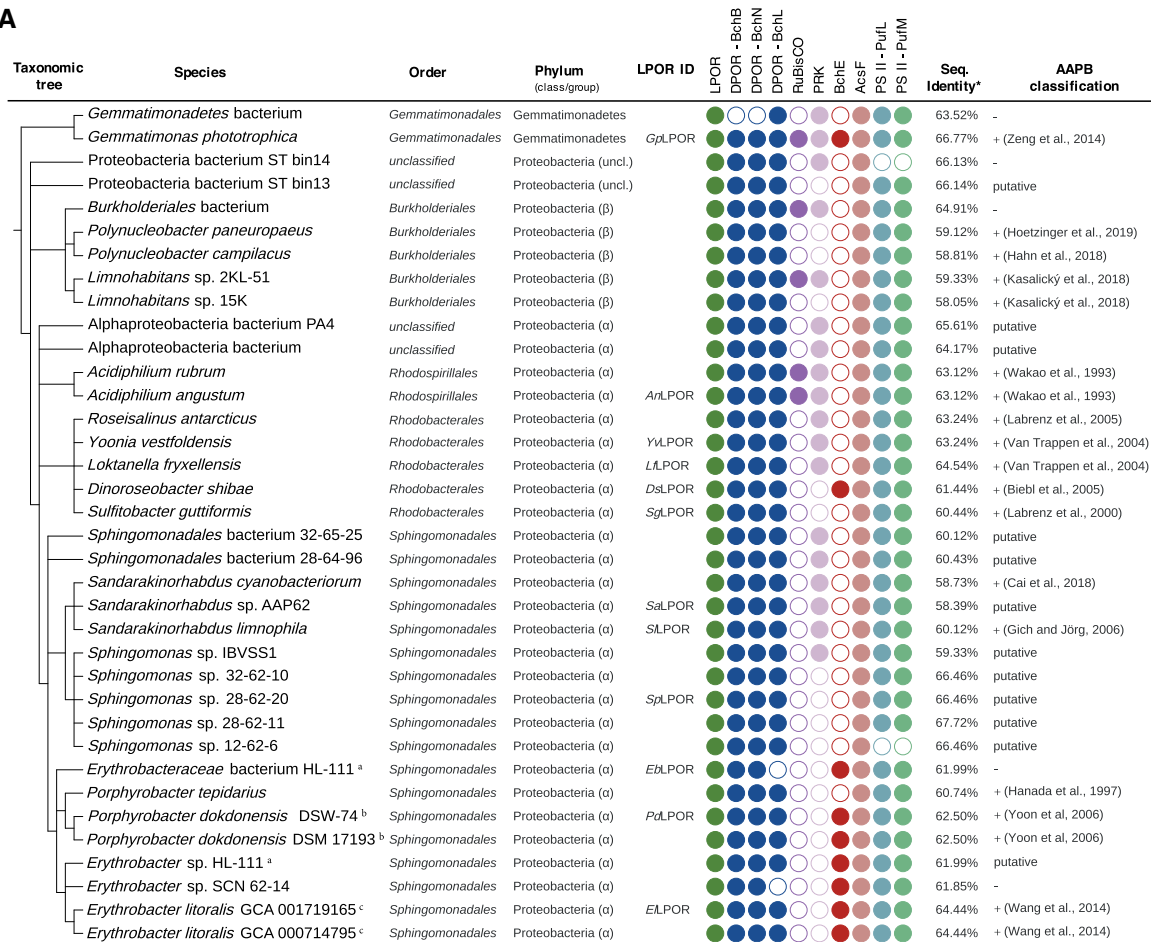 A
Taxonomic tree Species Order Phylum (class/group) LPOR ID LPOR DPOR - BchB DPOR - BchN DPOR - BchL RuBisCO PRK BchE AcsF PS II - PufL PS II - PufM Seq. Identity* AAPB classification
Gemmatimonadetes bacterium Gemmatimonadales Gemmatimonadetes 63.52% -
Gemmatimonas phototrophica Gemmatimonadales Gemmatimonadetes GpLPOR 66.77% + (Zeng et al., 2014)
Proteobacteria bacterium ST bin14 unclassified Proteobacteria (uncl.) 66.13% -
Proteobacteria bacterium ST bin13 unclassified Proteobacteria (uncl.) 66.14% putative
Burkholderiales bacterium Burkholderiales Proteobacteria (β) 64.91% -
Polynucleobacter paneuropaeus Burkholderiales Proteobacteria (β) 59.12% + (Hoetzinger et al., 2019)
Polynucleobacter campilacus Burkholderiales Proteobacteria (β) 58.81% + (Hahn et al., 2018)
Limnohabitans sp. 2KL-51 Burkholderiales Proteobacteria (β) 59.33% + (Kasalický et al., 2018)
Limnohabitans sp. 15K Burkholderiales Proteobacteria (β) 58.05% + (Kasalický et al., 2018)
Alphaproteobacteria bacterium PA4 unclassified Proteobacteria (α) 65.61% putative
Alphaproteobacteria bacterium unclassified Proteobacteria (α) 64.17% putative
Acidiphilium rubrum Rhodospirillales Proteobacteria (α) 63.12% + (Wakao et al., 1993)
Acidiphilium angustum Rhodospirillales Proteobacteria (α) AnLPOR 63.12% + (Wakao et al., 1993)
Roseisalinus antarcticus Rhodobacterales Proteobacteria (α) 63.24% + (Labrenz et al., 2005)
Yoonia vestfoldensis Rhodobacterales Proteobacteria (α) YvLPOR 63.24% + (Van Trappen et al., 2004)
Loktanella fryxellensis Rhodobacterales Proteobacteria (α) LfLPOR 64.54% + (Van Trappen et al., 2004)
Dinoroseobacter shibae Rhodobacterales Proteobacteria (α) DsLPOR 61.44% + (Biebl et al., 2005)
Sulfitobacter guttiformis Rhodobacterales Proteobacteria (α) SgLPOR 60.44% + (Labrenz et al., 2000)
Sphingomonadales bacterium 32-65-25 Sphingomonadales Proteobacteria (α) 60.12% putative
Sphingomonadales bacterium 28-64-96 Sphingomonadales Proteobacteria (α) 60.43% putative
Sandarakinorhabdus cyanobacteriorum Sphingomonadales Proteobacteria (α) 58.73% + (Cai et al., 2018)
Sandarakinorhabdus sp. AAP62 Sphingomonadales Proteobacteria (α) SaLPOR 58.39% putative
Sandarakinorhabdus limnophila Sphingomonadales Proteobacteria (α) SlLPOR 60.12% + (Gich and Jörg, 2006)
Sphingomonas sp. IBVSS1 Sphingomonadales Proteobacteria (α) 59.33% putative
Sphingomonas sp. 32-62-10 Sphingomonadales Proteobacteria (α) 66.46% putative
Sphingomonas sp. 28-62-20 Sphingomonadales Proteobacteria (α) SpLPOR 66.46% putative
Sphingomonas sp. 28-62-11 Sphingomonadales Proteobacteria (α) 67.72% putative
Sphingomonas sp. 12-62-6 Sphingomonadales Proteobacteria (α) 66.46% putative
Erythrobacteraceae bacterium HL-111 a Sphingomonadales Proteobacteria (α) EbLPOR 61.99% -
Porphyrobacter tepidarius Sphingomonadales Proteobacteria (α) 60.74% + (Hanada et al., 1997)
Porphyrobacter dokdonensis DSW-74 b Sphingomonadales Proteobacteria (α) PdLPOR 62.50% + (Yoon et al, 2006)
Porphyrobacter dokdonensis DSM 17193 b Sphingomonadales Proteobacteria (α) 62.50% + (Yoon et al, 2006)
Erythrobacter sp. HL-111 a Sphingomonadales Proteobacteria (α) 61.99% putative
Erythrobacter sp. SCN 62-14 Sphingomonadales Proteobacteria (α) 61.85% -
Erythrobacter litoralis GCA 001719165 c Sphingomonadales Proteobacteria (α) ElLPOR 64.44% + (Wang et al., 2014)
Erythrobacter litoralis GCA 000714795 c Sphingomonadales Proteobacteria (α) 64.44% + (Wang et al., 2014)